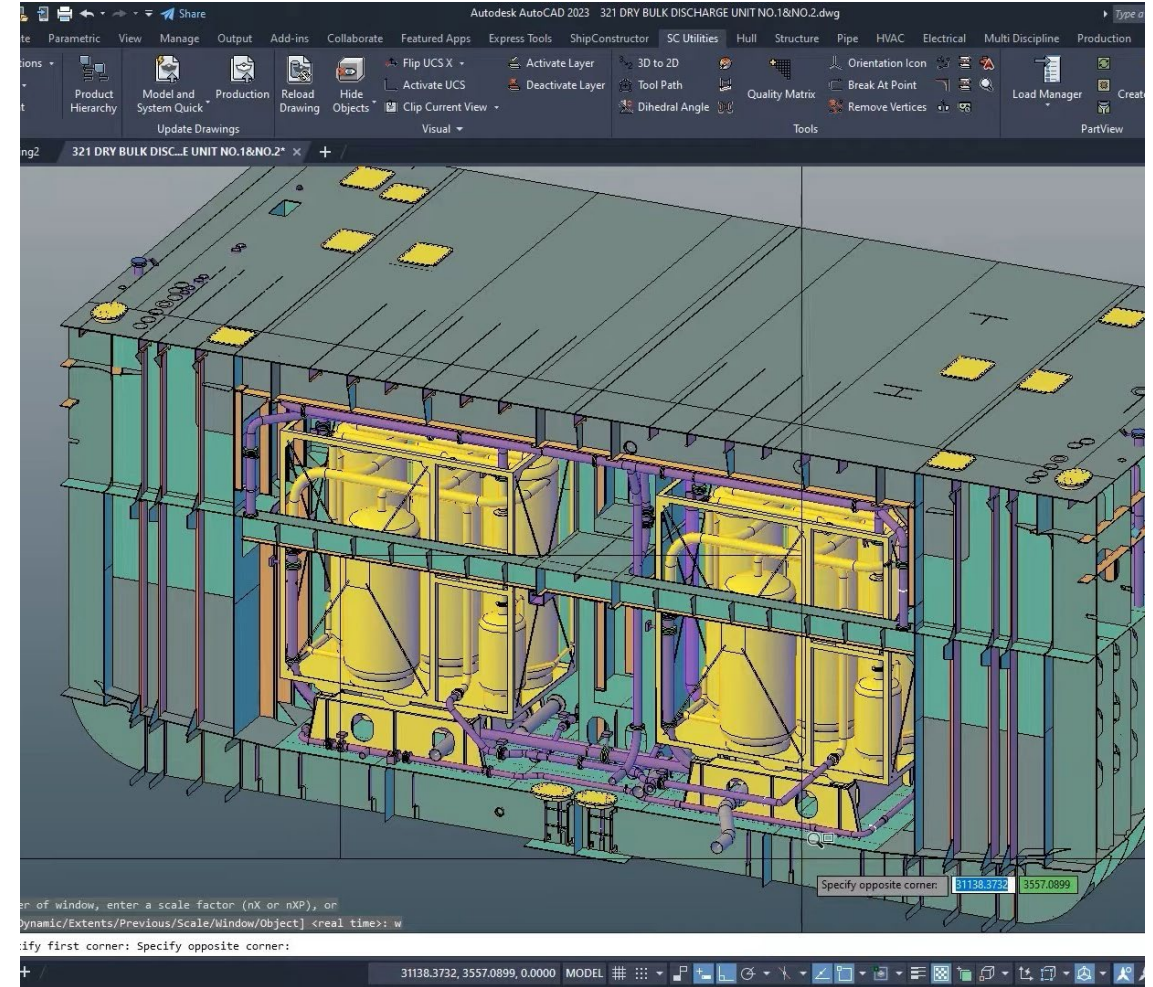 Share
Autodesk AutoCAD 2023 321 DRY BULK DISCHARGE UNIT NO.1&NO.2.dwg
Type a
Parametric View Manage Output Add-ins Collaborate Featured Apps Express Tools ShipConstructor SC Utilities Hull Structure Pipe HVAC Electrical Multi Discipline Production
Flip UCS X
Activate Layer
3D to 2D
Orientation Icon
Activate UCS
Deactivate Layer
Tool Path
Break At Point
Product
Hierarchy
Model and
System Quick
Production
Reload
Drawing
Hide
Objects
Clip Current View
Dihedral Angle
Quality Matrix
Remove Vertices
Load Manager
Update Drawings
Visual
Tools
PartView
321 DRY BULK DISC...E UNIT NO.1&NO.2*
Specify opposite corner: 31138.3732 3557.0899
of window, enter a scale factor (nX or nXP), or
Dynamic/Extents/Previous/Scale/Window/Object] <real time>: w
first corner: Specify opposite corner:
31138.3732, 3557.0899, 0.0000 MODEL